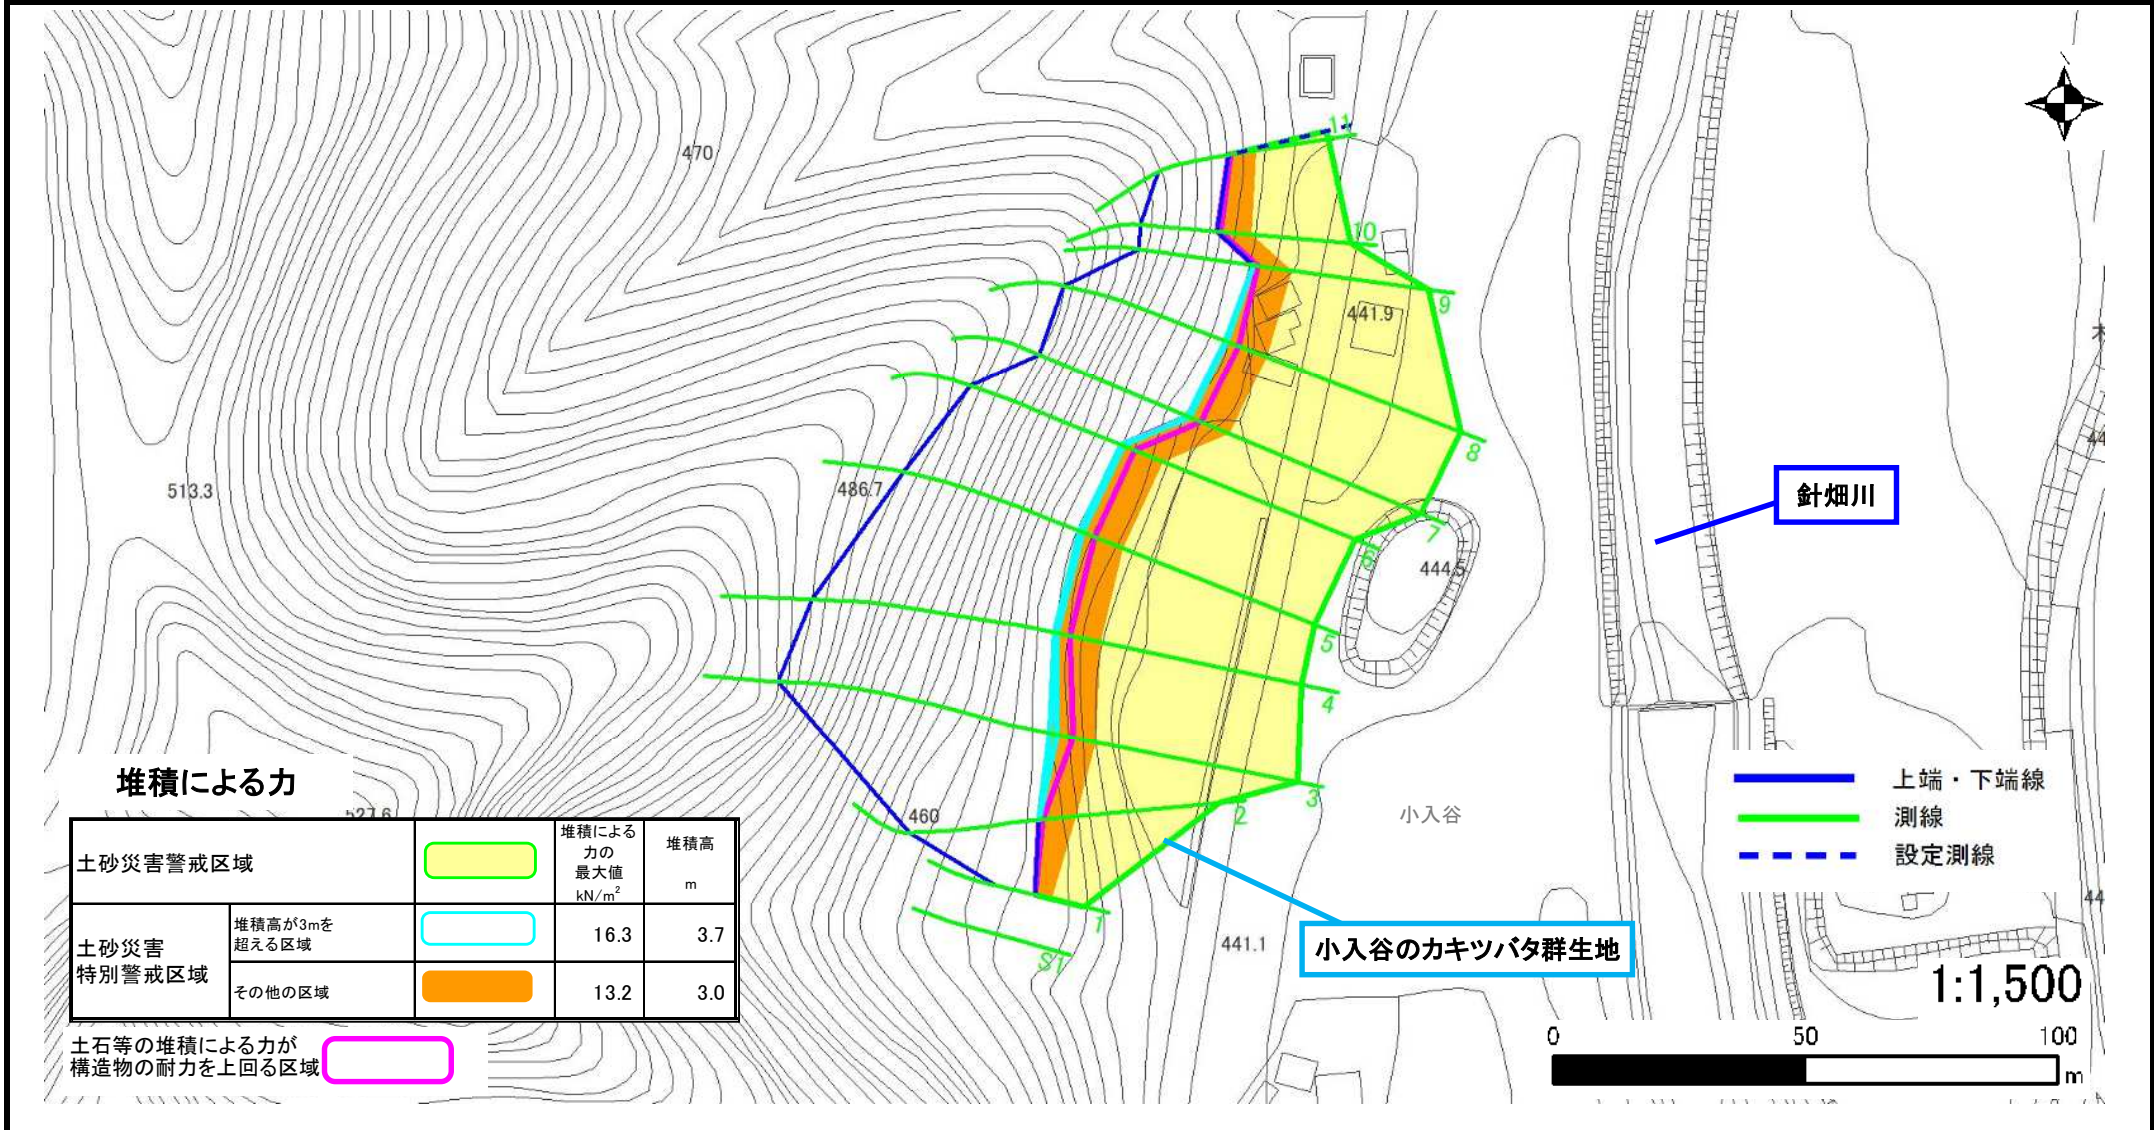 470
11
10
9
441.9
8
7
6
444.5
5
4
3
2
1
S1
513.3
486.7
460
527.6
針畑川
小入谷
441.1
小入谷のカキツバタ群生地
木
44
44
上端・下端線
測線
設定測線
1:1,500
0 50 100
m
堆積による力
土砂災害警戒区域
堆積による
力の
最大値
kN/m²
堆積高
m
土砂災害
特別警戒区域
堆積高が3mを
超える区域
16.3 3.7
その他の区域
13.2 3.0
土石等の堆積による力が
構造物の耐力を上回る区域